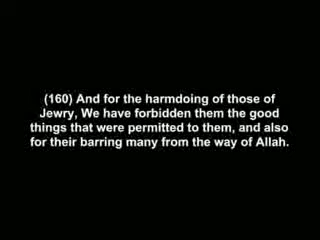 (160) And for the harmdoing of those of
Jewry, We have forbidden them the good
things that were permitted to them, and also
for their barring many from the way of Allah.